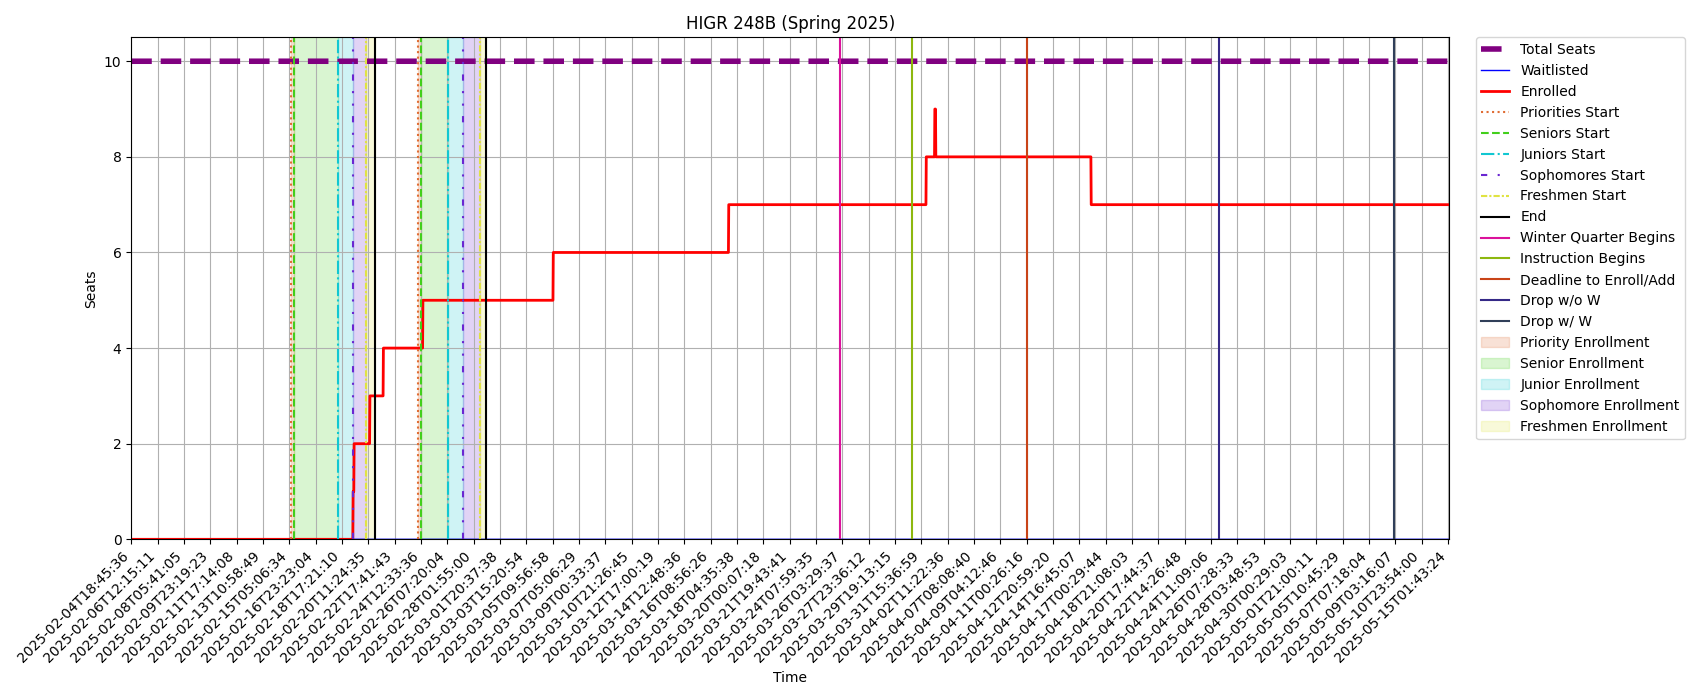 HIGR 248B (Spring 2025)
Seats
10
8
6
4
2
0
2025-02-04T18:45:36
2025-02-06T12:15:11
2025-02-08T05:41:05
2025-02-09T23:19:23
2025-02-11T17:14:08
2025-02-13T10:58:49
2025-02-15T05:06:34
2025-02-16T23:23:04
2025-02-18T17:21:10
2025-02-20T11:24:35
2025-02-22T17:41:43
2025-02-24T12:33:36
2025-02-26T07:20:04
2025-02-28T01:55:00
2025-03-01T20:37:38
2025-03-03T15:20:54
2025-03-05T09:56:58
2025-03-07T05:06:29
2025-03-09T00:33:37
2025-03-10T21:26:45
2025-03-12T17:00:19
2025-03-14T12:48:36
2025-03-16T08:56:26
2025-03-18T04:35:38
2025-03-20T00:07:18
2025-03-21T19:43:41
2025-03-24T07:59:35
2025-03-26T03:29:37
2025-03-27T23:36:12
2025-03-29T19:13:15
2025-03-31T15:36:59
2025-04-02T11:22:36
2025-04-07T08:08:40
2025-04-09T04:12:46
2025-04-11T00:26:16
2025-04-12T20:59:20
2025-04-14T16:45:07
2025-04-17T00:29:44
2025-04-18T21:08:03
2025-04-20T17:44:37
2025-04-22T14:26:48
2025-04-24T11:09:06
2025-04-26T07:28:33
2025-04-28T03:48:53
2025-04-30T00:29:03
2025-05-01T21:00:11
2025-05-05T10:45:29
2025-05-07T07:18:04
2025-05-09T03:16:07
2025-05-10T23:54:00
2025-05-15T01:43:24
Time
Total Seats
Waitlisted
Enrolled
Priorities Start
Seniors Start
Juniors Start
Sophomores Start
Freshmen Start
End
Winter Quarter Begins
Instruction Begins
Deadline to Enroll/Add
Drop w/o W
Drop w/ W
Priority Enrollment
Senior Enrollment
Junior Enrollment
Sophomore Enrollment
Freshmen Enrollment